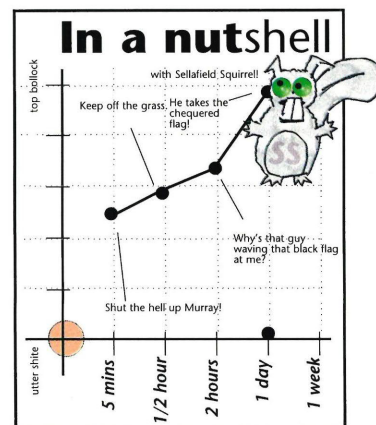 In a nutshell
with Sellafield Squirrel!
top bollock
Keep off the grass.
He takes the
chequered
flag!
SS
Why's that guy
waving that black flag
at me?
Shut the hell up Murray!
utter shite
5 mins
1/2 hour
2 hours
1 day
1 week